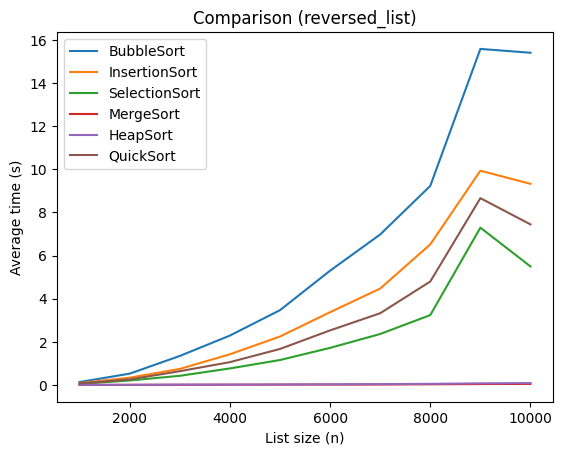 Comparison (reversed_list)
BubbleSort
InsertionSort
SelectionSort
MergeSort
HeapSort
QuickSort
Average time (s)
16
14
12
10
8
6
4
2
0
2000 4000 6000 8000 10000
List size (n)